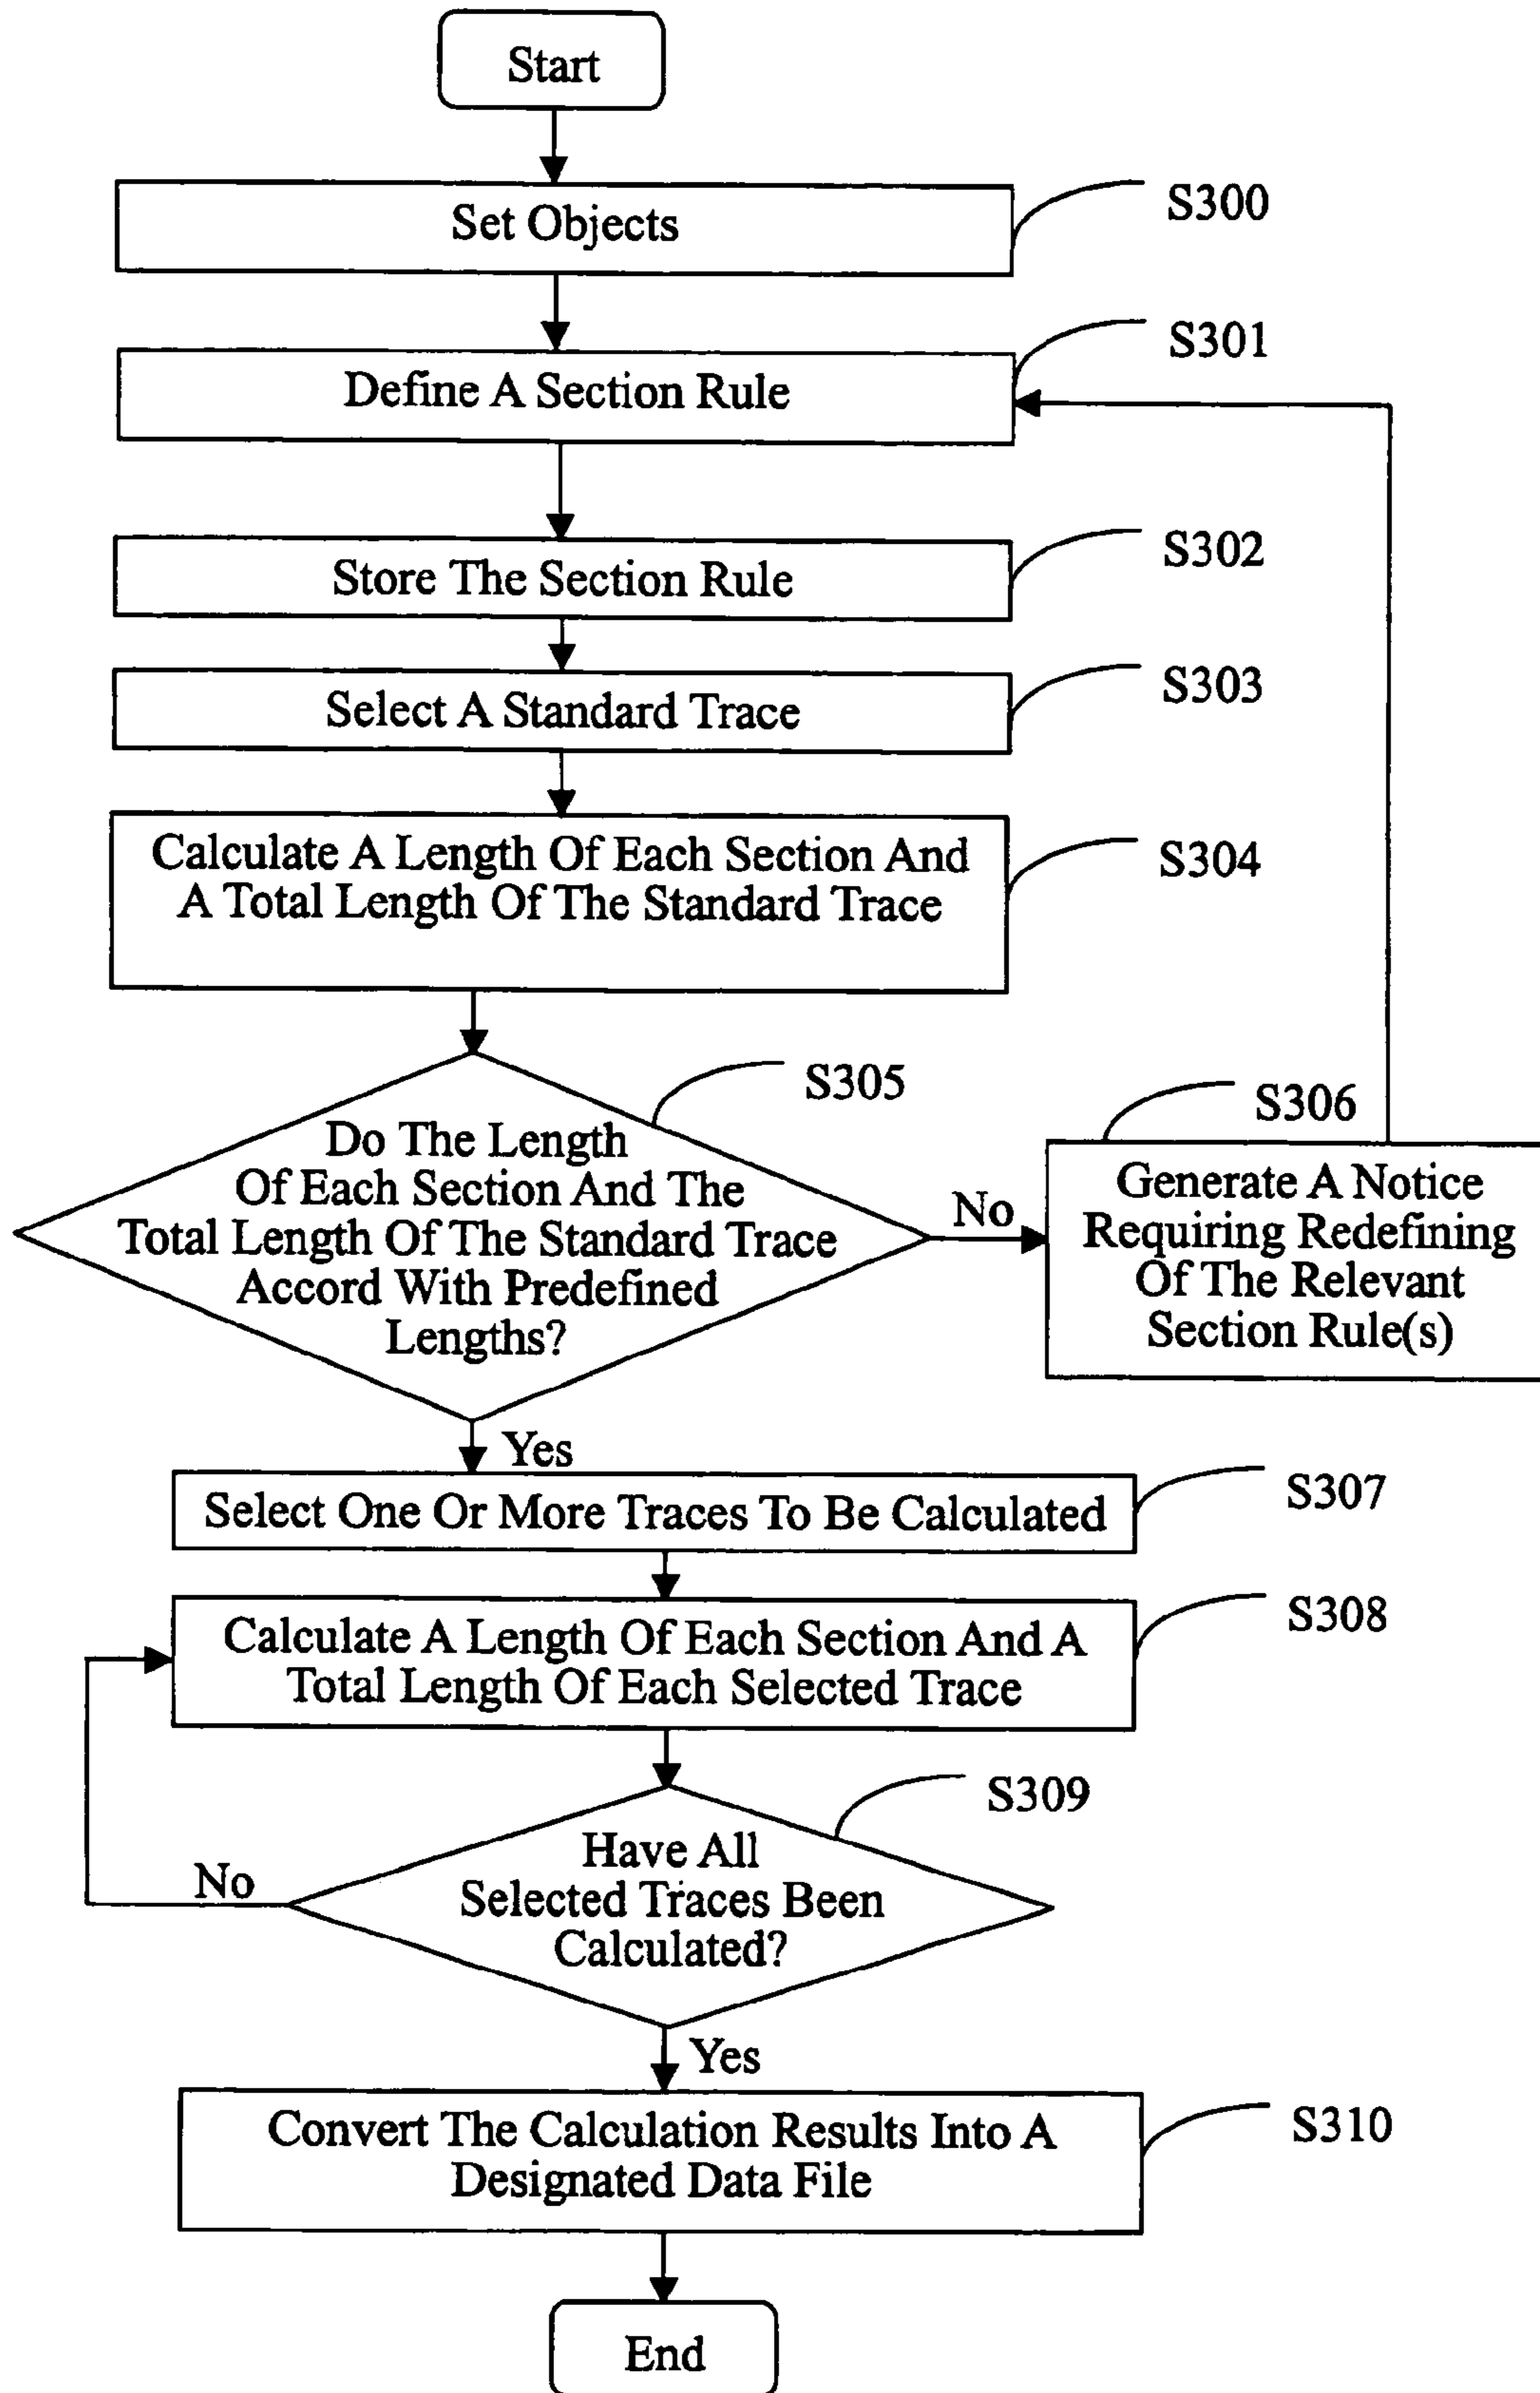 Start
Set Objects
S300
Define A Section Rule
S301
Store The Section Rule
S302
Select A Standard Trace
S303
Calculate A Length Of Each Section And
A Total Length Of The Standard Trace
S304
Do The Length
Of Each Section And The
Total Length Of The Standard Trace
Accord With Predefined
Lengths?
S305
No
S306
Generate A Notice
Requiring Redefining
Of The Relevant
Section Rule(s)
Yes
Select One Or More Traces To Be Calculated
S307
Calculate A Length Of Each Section And A
Total Length Of Each Selected Trace
S308
Have All
Selected Traces Been
Calculated?
S309
No
Yes
Convert The Calculation Results Into A
Designated Data File
S310
End